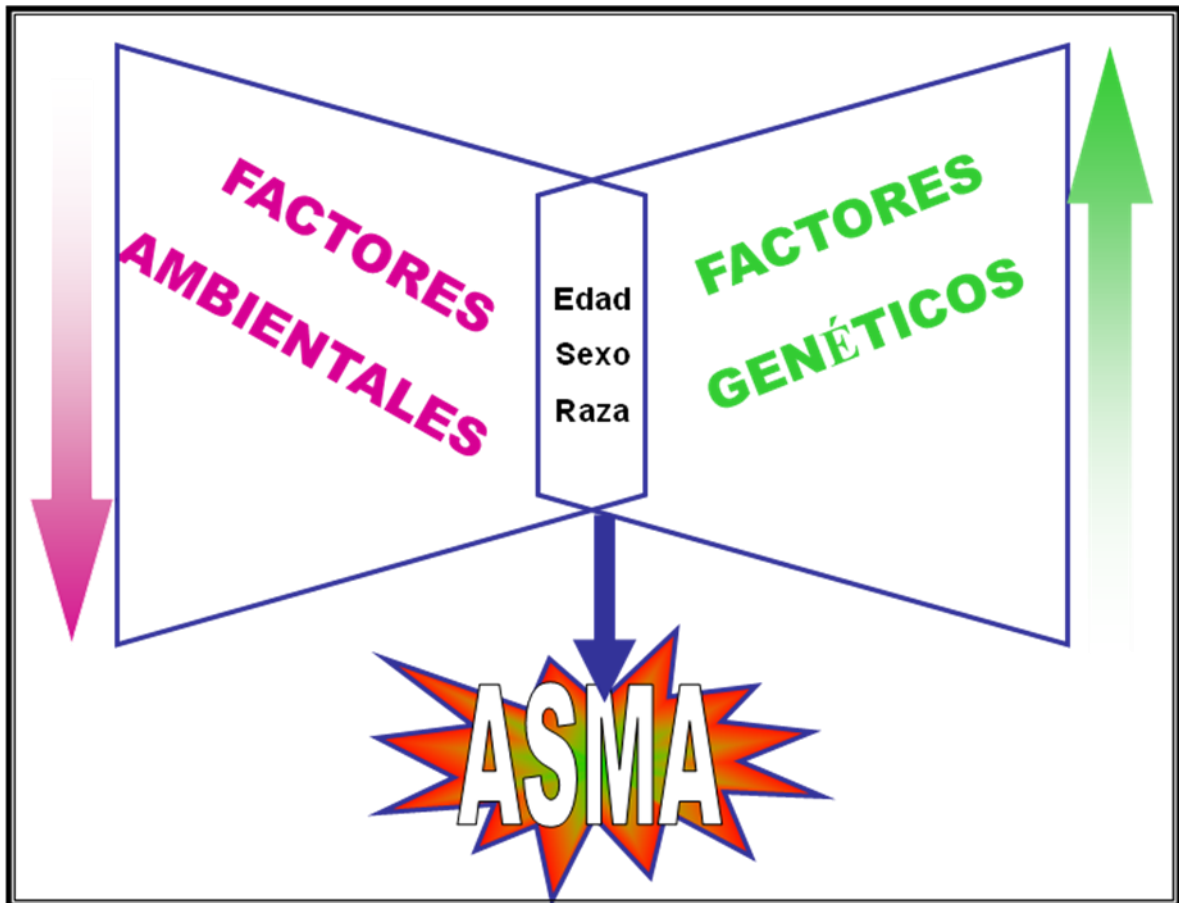 FACTORES
AMBIENTALES
Edad
Sexo
Raza
FACTORES
GENÉTICOS
ASMA